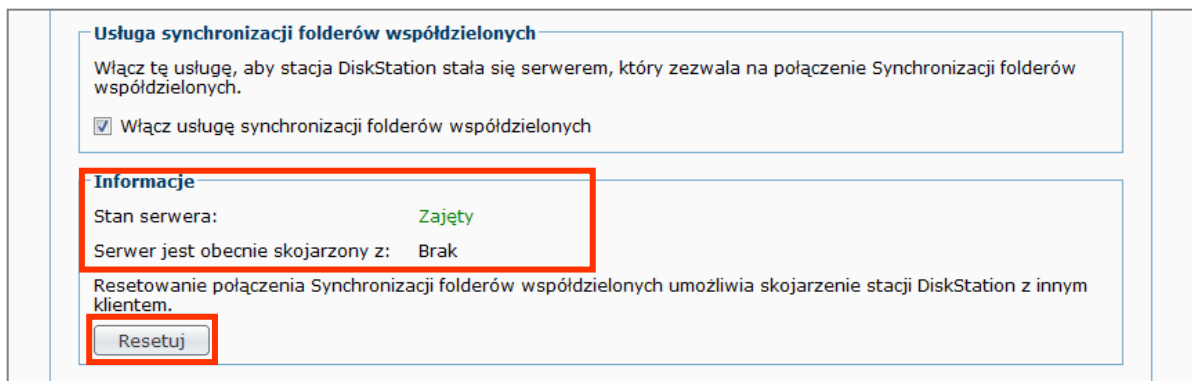 Usługa synchronizacji folderów współdzielonych
Włącz tę usługę, aby stacja DiskStation stała się serwerem, który zezwala na połączenie Synchronizacji folderów
współdzielonych.
Włącz usługę synchronizacji folderów współdzielonych
Informacje
Stan serwera: Zajęty
Serwer jest obecnie skojarzony z: Brak
Resetowanie połączenia Synchronizacji folderów współdzielonych umożliwia skojarzenie stacji DiskStation z innym
klientem.
Resetuj